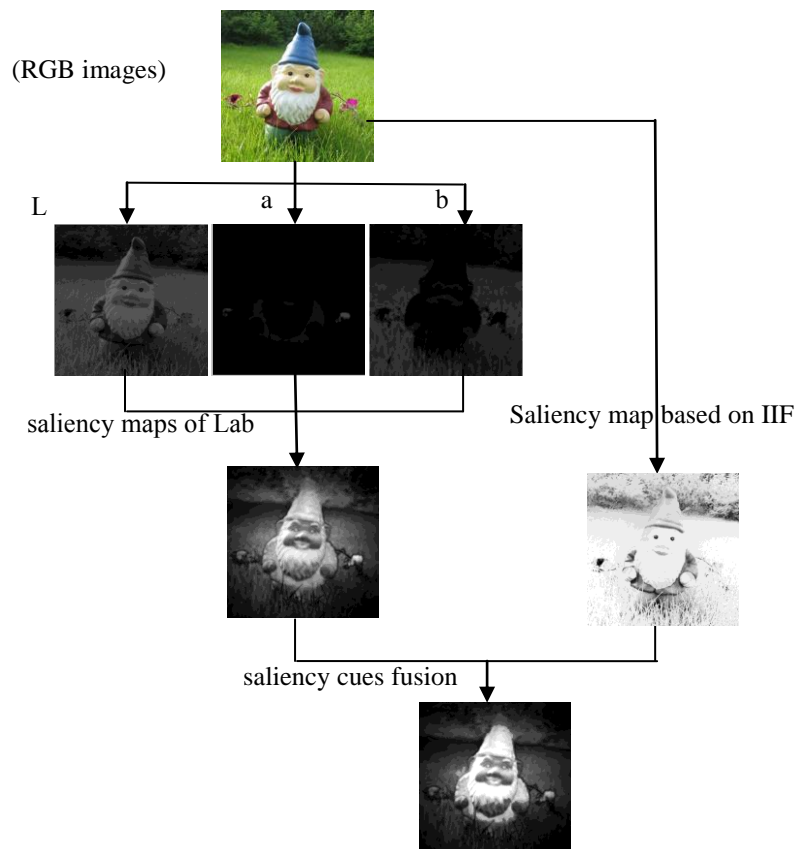 (RGB images)
L
a
b
saliency maps of Lab
Saliency map based on IIF
saliency cues fusion